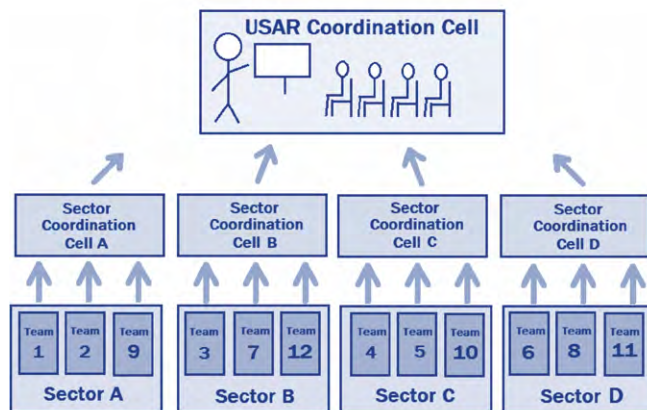 USAR Coordination Cell
Sector
Coordination
Cell A
Sector
Coordination
Cell B
Sector
Coordination
Cell C
Sector
Coordination
Cell D
Team
1
Team
2
Team
9
Sector A
Team
3
Team
7
Team
12
Sector B
Team
4
Team
5
Team
10
Sector C
Team
6
Team
8
Team
11
Sector D